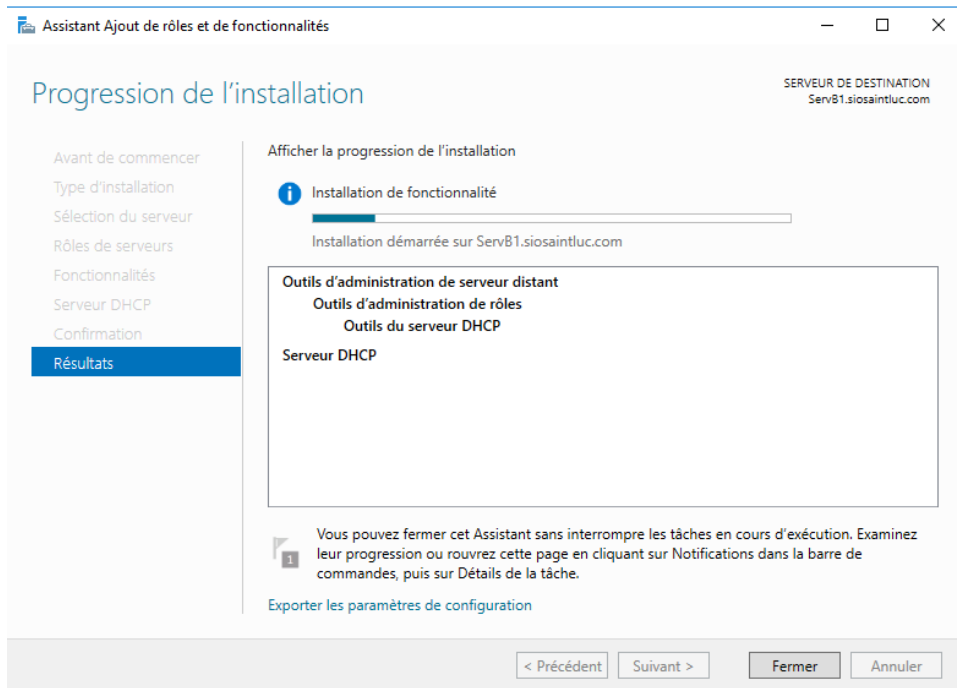 Assistant Ajout de rôles et de fonctionnalités
Progression de l’installation
SERVEUR DE DESTINATION
ServB1.siosaintluc.com
Avant de commencer
Type d’installation
Sélection du serveur
Rôles de serveurs
Fonctionnalités
Serveur DHCP
Confirmation
Résultats
Afficher la progression de l’installation
Installation de fonctionnalité
Installation démarrée sur ServB1.siosaintluc.com
Outils d’administration de serveur distant
Outils d’administration de rôles
Outils du serveur DHCP
Serveur DHCP
1
Vous pouvez fermer cet Assistant sans interrompre les tâches en cours d’exécution. Examinez
leur progression ou rouvrez cette page en cliquant sur Notifications dans la barre de
commandes, puis sur Détails de la tâche.
Exporter les paramètres de configuration
< Précédent
Suivant >
Fermer
Annuler